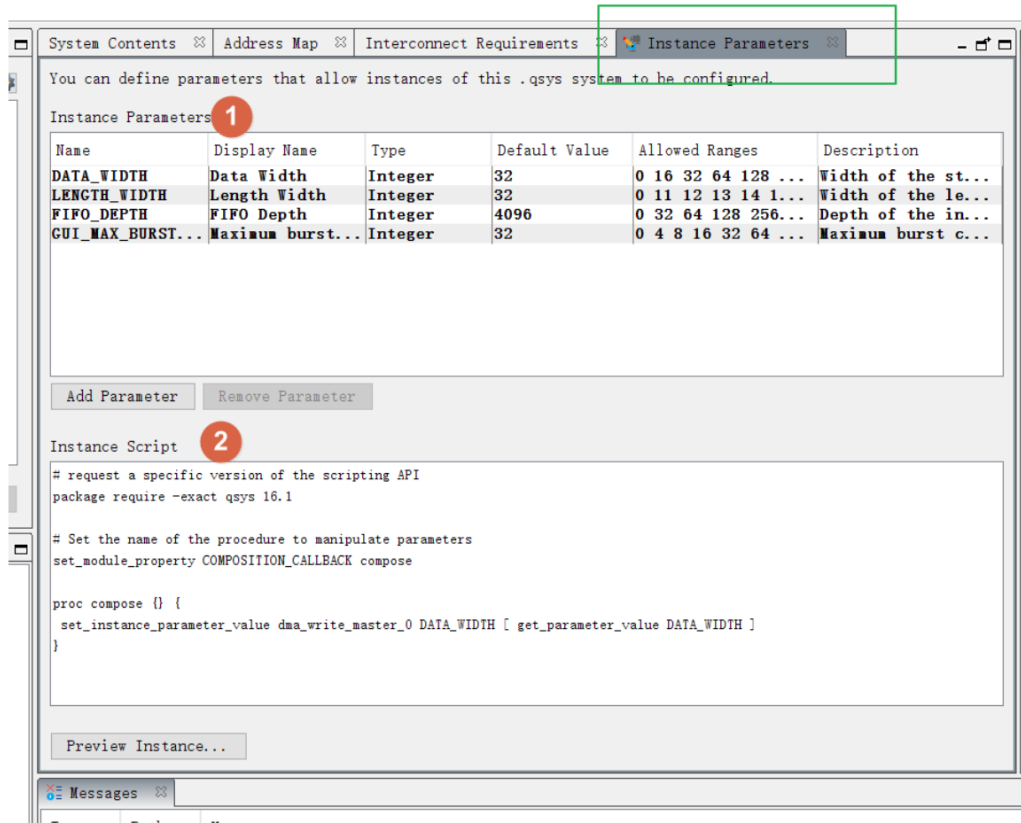 System Contents Address Map Interconnect Requirements Instance Parameters
You can define parameters that allow instances of this .qsys system to be configured.
Instance Parameters 1
Name Display Name Type Default Value Allowed Ranges Description
DATA_WIDTH Data Width Integer 32 0 16 32 64 128 ... Width of the st...
LENGTH_WIDTH Length Width Integer 32 0 11 12 13 14 1... Width of the le...
FIFO_DEPTH FIFO Depth Integer 4096 0 32 64 128 256... Depth of the in...
GUI_MAX_BURST... Maximum burst... Integer 32 0 4 8 16 32 64 ... Maximum burst c...
Add Parameter Remove Parameter
Instance Script 2
# request a specific version of the scripting API
package require -exact qsys 16.1
# Set the name of the procedure to manipulate parameters
set_module_property COMPOSITION_CALLBACK compose
proc compose {} {
set_instance_parameter_value dma_write_master_0 DATA_WIDTH [ get_parameter_value DATA_WIDTH ]
}
Preview Instance...
Messages